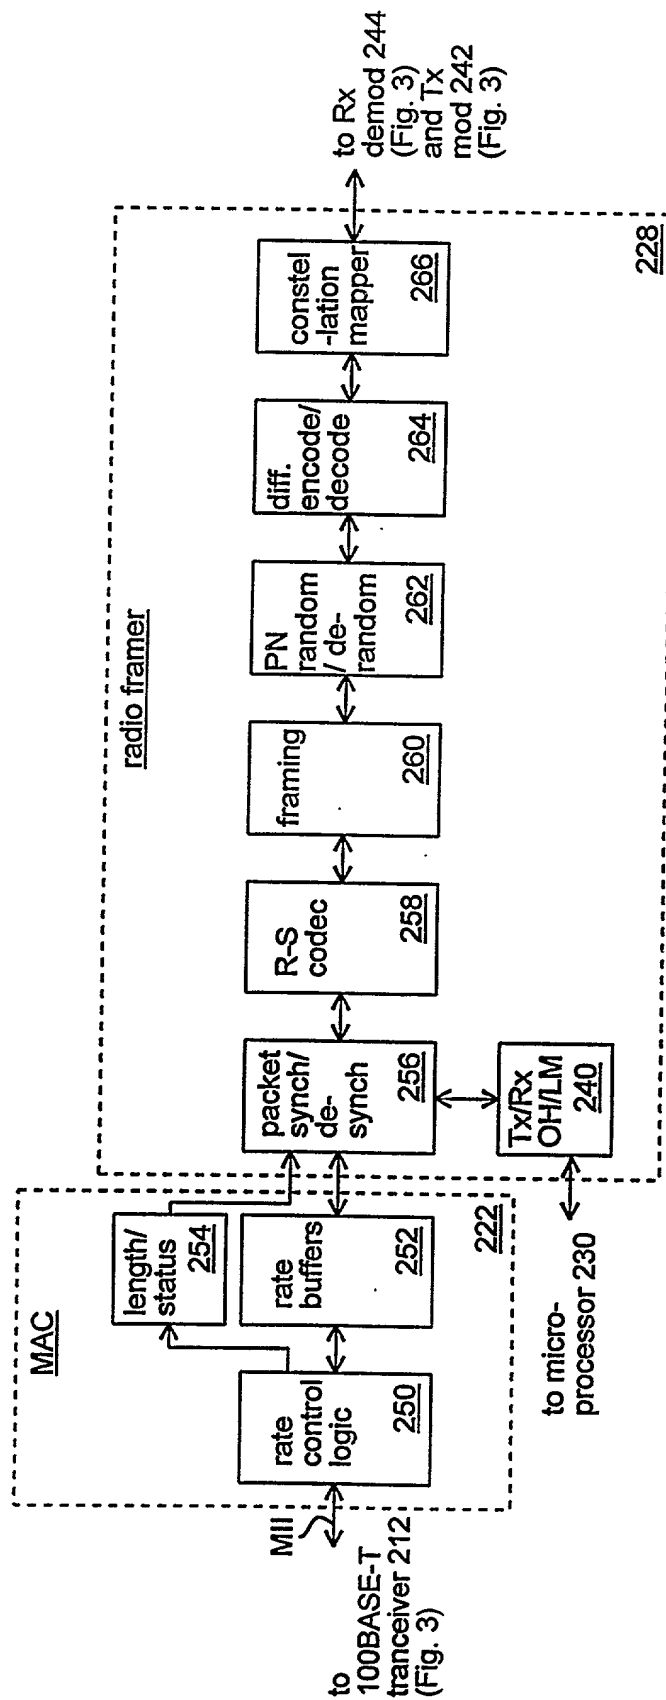 to
100BASE-T
tranceiver 212
(Fig. 3)
MII
MAC
rate
control
logic
250
length/
status
254
rate
buffers
252
222
radio framer
packet
synch/
de-
synch
256
Tx/Rx
OH/LM
240
to micro-
processor 230
R-S
codec
258
framing
260
PN
random
/ de-
random
262
diff.
encode/
decode
264
constel
-lation
mapper
266
228
to Rx
demod 244
(Fig. 3)
and Tx
mod 242
(Fig. 3)